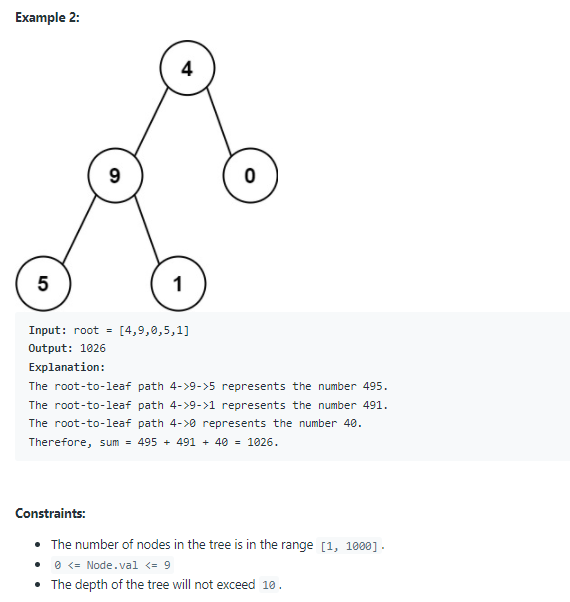 Example 2:
4
9 0
5 1
Input: root = [4,9,0,5,1]
Output: 1026
Explanation:
The root-to-leaf path 4->9->5 represents the number 495.
The root-to-leaf path 4->9->1 represents the number 491.
The root-to-leaf path 4->0 represents the number 40.
Therefore, sum = 495 + 491 + 40 = 1026.
Constraints:
• The number of nodes in the tree is in the range [1, 1000].
• 0 <= Node.val <= 9
• The depth of the tree will not exceed 10.